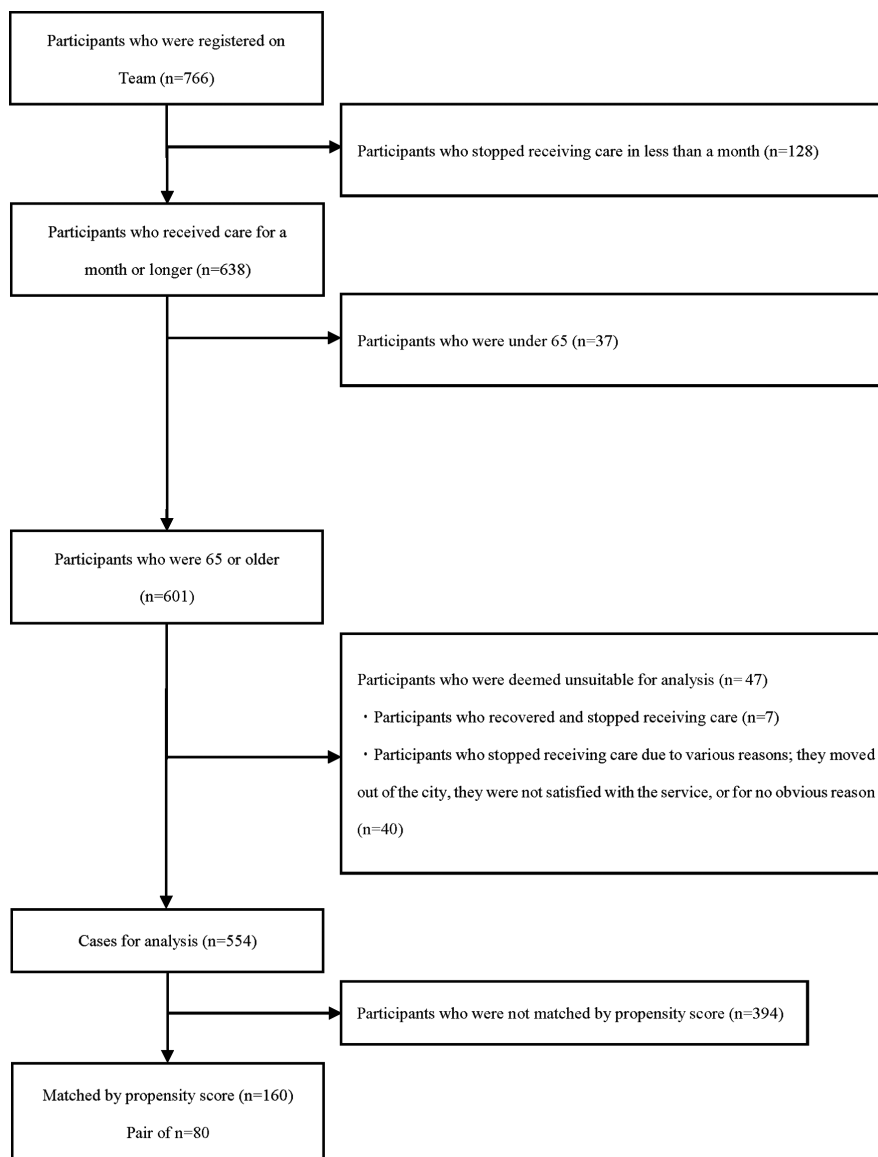 Participants who were registered on
Team (n=766)
Participants who stopped receiving care in less than a month (n=128)
Participants who received care for a
month or longer (n=638)
Participants who were under 65 (n=37)
Participants who were 65 or older
(n=601)
Participants who were deemed unsuitable for analysis (n= 47)
・Participants who recovered and stopped receiving care (n=7)
・Participants who stopped receiving care due to various reasons; they moved
out of the city, they were not satisfied with the service, or for no obvious reason
(n=40)
Cases for analysis (n=554)
Participants who were not matched by propensity score (n=394)
Matched by propensity score (n=160)
Pair of n=80